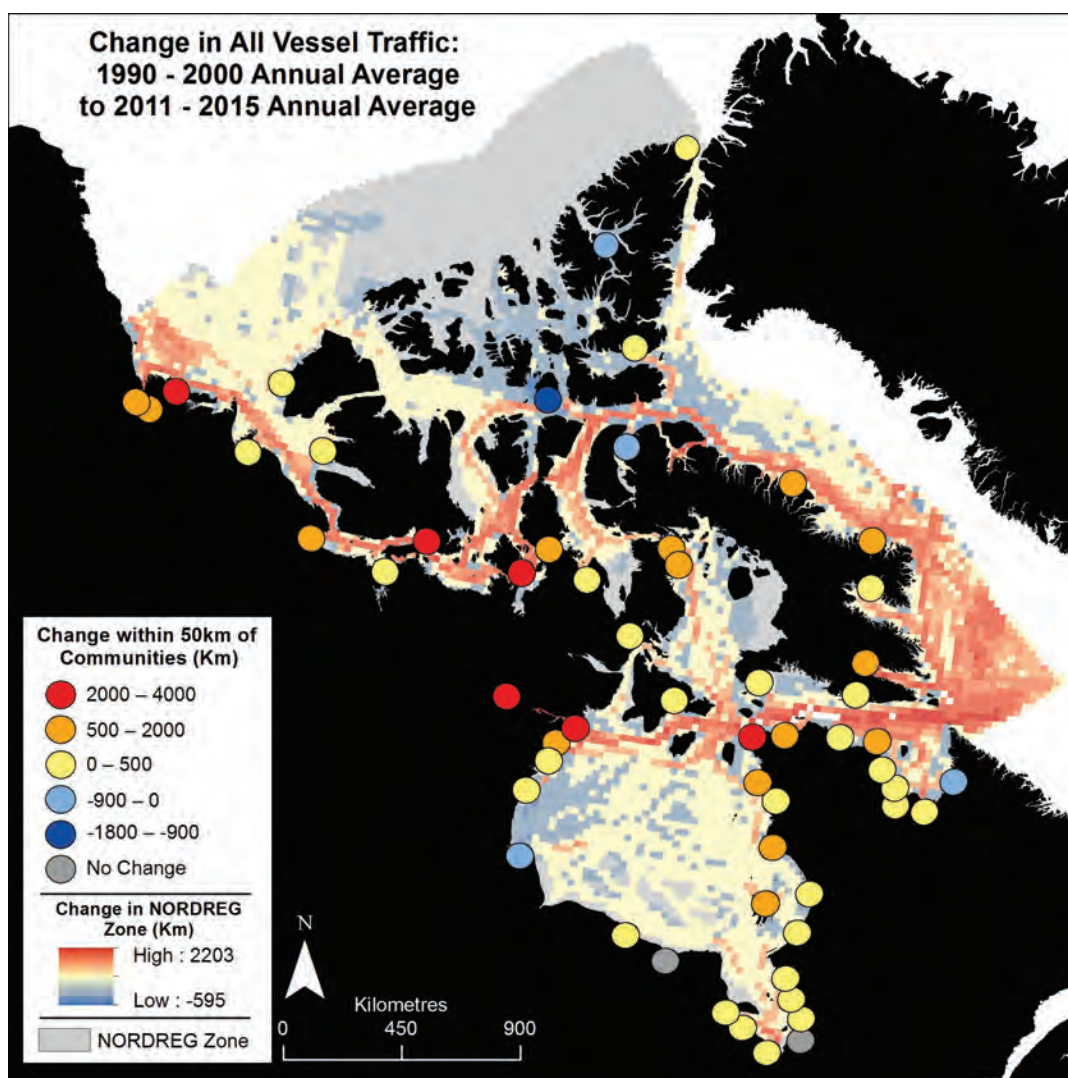 Change in All Vessel Traffic:
1990 - 2000 Annual Average
to 2011 - 2015 Annual Average
Change within 50km of
Communities (Km)
2000 – 4000
500 – 2000
0 – 500
-900 – 0
-1800 – -900
No Change
Change in NORDREG
Zone (Km)
High : 2203
Low : -595
NORDREG Zone
N
Kilometres
0 450 900